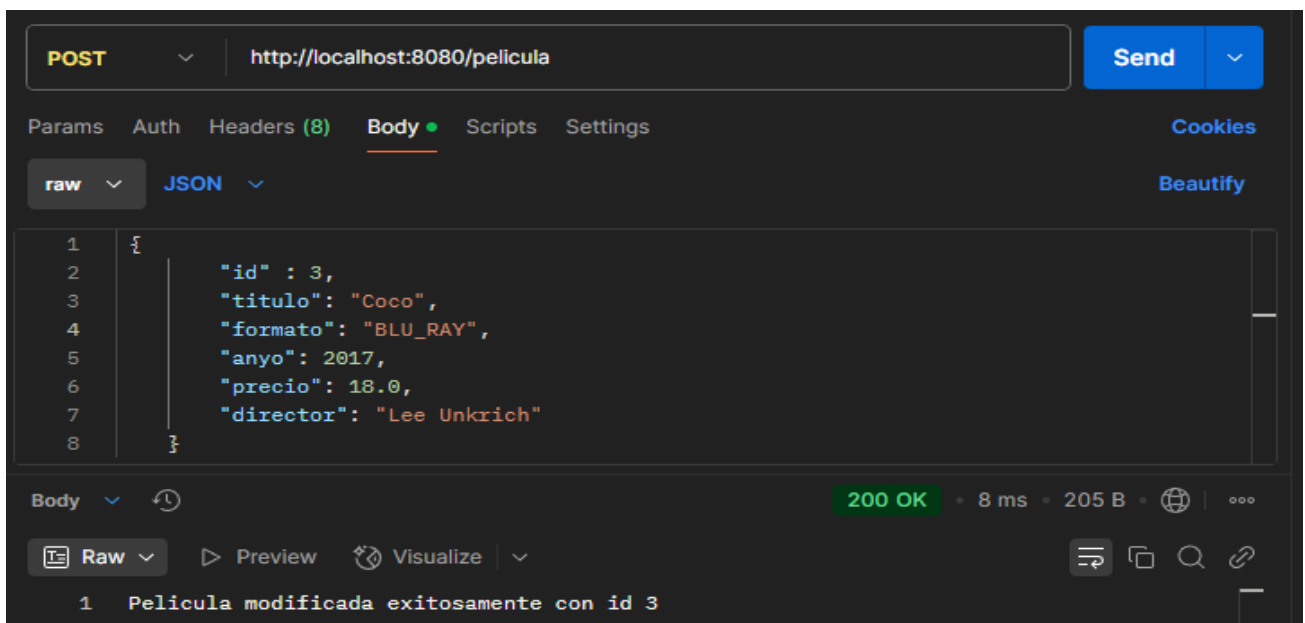 POST http://localhost:8080/pelicula Send
Params Auth Headers (8) Body Scripts Settings Cookies
raw JSON Beautify
1 {
2 "id" : 3,
3 "titulo": "Coco",
4 "formato": "BLU_RAY",
5 "anyo": 2017,
6 "precio": 18.0,
7 "director": "Lee Unkrich"
8 }
Body 200 OK • 8 ms • 205 B
Raw Preview Visualize
1 Pelicula modificada exitosamente con id 3